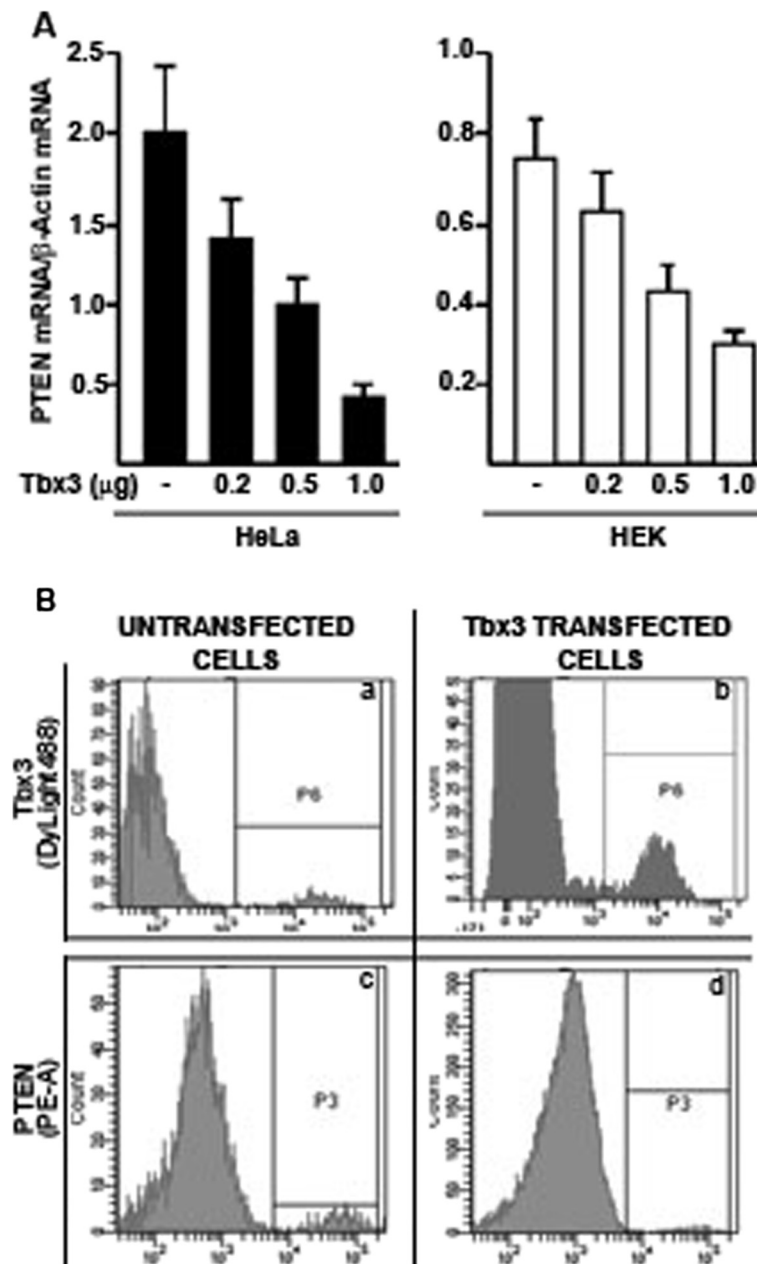 A
PTEN mRNA/β-Actin mRNA
2.5
2.0
1.5
1.0
0.5
1.0
0.8
0.6
0.4
0.2
Tbx3 (µg) - 0.2 0.5 1.0
- 0.2 0.5 1.0
HeLa
HEK
B
UNTRANSFECTED
CELLS
Tbx3 TRANSFECTED
CELLS
Tbx3
(DyLight488)
a
Count
P6
b
Count
P6
PTEN
(PE-A)
c
Count
P3
d
Count
P3